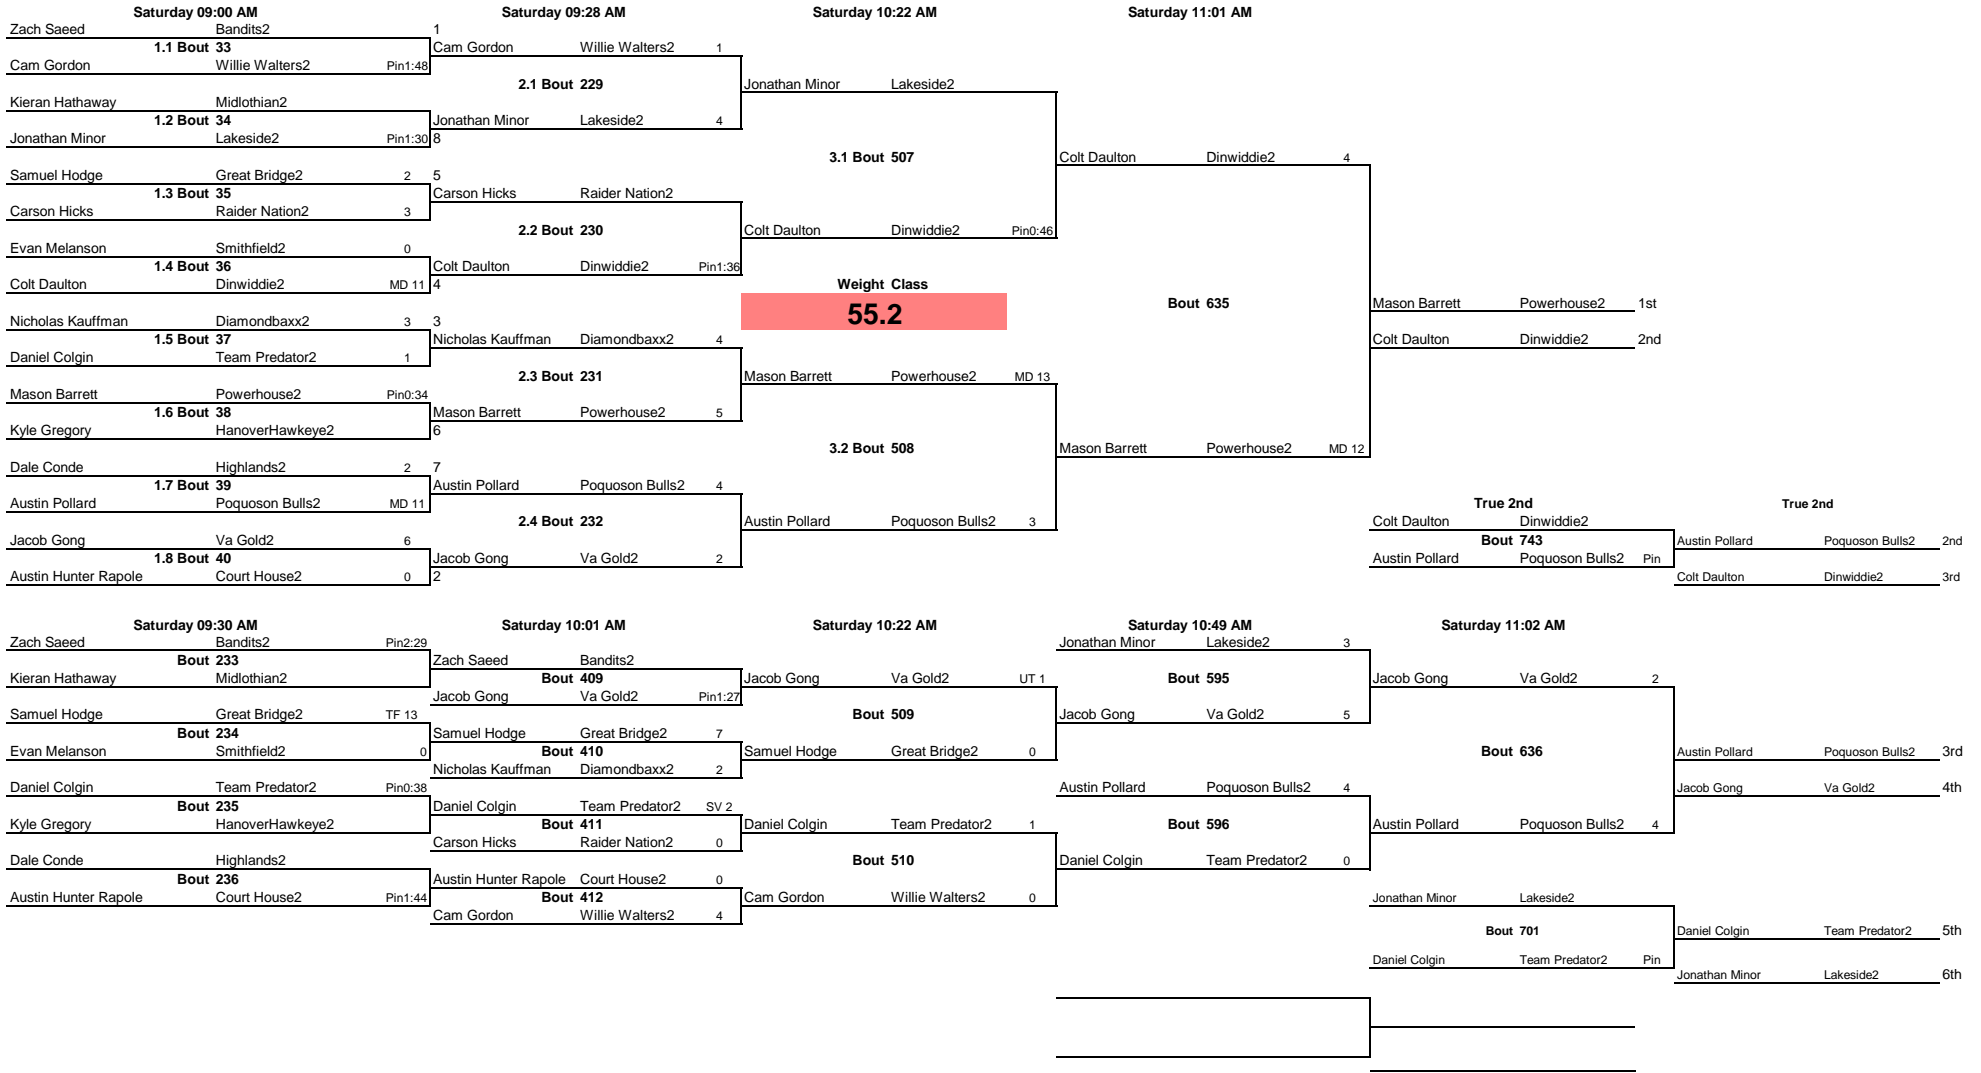 Saturday 09:00 AM Saturday 09:28 AM Saturday 10:22 AM Saturday 11:01 AM
Zach Saeed Bandits2 1
1.1 Bout 33 Cam Gordon Willie Walters2 1
Cam Gordon Willie Walters2 Pin1:48
2.1 Bout 229 Jonathan Minor Lakeside2
Kieran Hathaway Midlothian2
1.2 Bout 34 Jonathan Minor Lakeside2 4
Jonathan Minor Lakeside2 Pin1:30 8
3.1 Bout 507 Colt Daulton Dinwiddie2 4
Samuel Hodge Great Bridge2 2 5
1.3 Bout 35 Carson Hicks Raider Nation2
Carson Hicks Raider Nation2 3
2.2 Bout 230 Colt Daulton Dinwiddie2 Pin0:46
Evan Melanson Smithfield2 0
1.4 Bout 36 Colt Daulton Dinwiddie2 Pin1:36
Colt Daulton Dinwiddie2 MD 11 4 Weight Class
Bout 635 Mason Barrett Powerhouse2 1st
55.2
Nicholas Kauffman Diamondbaxx2 3 3
1.5 Bout 37 Nicholas Kauffman Diamondbaxx2 4 Colt Daulton Dinwiddie2 2nd
Daniel Colgin Team Predator2 1
2.3 Bout 231 Mason Barrett Powerhouse2 MD 13
Mason Barrett Powerhouse2 Pin0:34
1.6 Bout 38 Mason Barrett Powerhouse2 5
Kyle Gregory HanoverHawkeye2 6
3.2 Bout 508 Mason Barrett Powerhouse2 MD 12
Dale Conde Highlands2 2 7
1.7 Bout 39 Austin Pollard Poquoson Bulls2 4
Austin Pollard Poquoson Bulls2 MD 11 True 2nd True 2nd
2.4 Bout 232 Austin Pollard Poquoson Bulls2 3 Colt Daulton Dinwiddie2
Jacob Gong Va Gold2 6 Bout 743 Austin Pollard Poquoson Bulls2 2nd
1.8 Bout 40 Jacob Gong Va Gold2 2 Austin Pollard Poquoson Bulls2 Pin
Austin Hunter Rapole Court House2 0 2 Colt Daulton Dinwiddie2 3rd
Saturday 09:30 AM Saturday 10:01 AM Saturday 10:22 AM Saturday 10:49 AM Saturday 11:02 AM
Zach Saeed Bandits2 Pin2:29 Jonathan Minor Lakeside2 3
Bout 233 Zach Saeed Bandits2
Kieran Hathaway Midlothian2 Bout 409 Jacob Gong Va Gold2 UT 1 Bout 595 Jacob Gong Va Gold2 2
Jacob Gong Va Gold2 Pin1:27
Samuel Hodge Great Bridge2 TF 13 Bout 509 Jacob Gong Va Gold2 5
Bout 234 Samuel Hodge Great Bridge2 7
Evan Melanson Smithfield2 0 Bout 410 Samuel Hodge Great Bridge2 0 Bout 636 Austin Pollard Poquoson Bulls2 3rd
Nicholas Kauffman Diamondbaxx2 2
Daniel Colgin Team Predator2 Pin0:38 Austin Pollard Poquoson Bulls2 4 Jacob Gong Va Gold2 4th
Bout 235 Daniel Colgin Team Predator2 SV 2
Kyle Gregory HanoverHawkeye2 Bout 411 Daniel Colgin Team Predator2 1 Bout 596 Austin Pollard Poquoson Bulls2 4
Carson Hicks Raider Nation2 0
Dale Conde Highlands2 Bout 510 Daniel Colgin Team Predator2 0
Bout 236 Austin Hunter Rapole Court House2 0
Austin Hunter Rapole Court House2 Pin1:44 Bout 412 Cam Gordon Willie Walters2 0 Jonathan Minor Lakeside2
Cam Gordon Willie Walters2 4
Bout 701 Daniel Colgin Team Predator2 5th
Daniel Colgin Team Predator2 Pin
Jonathan Minor Lakeside2 6th